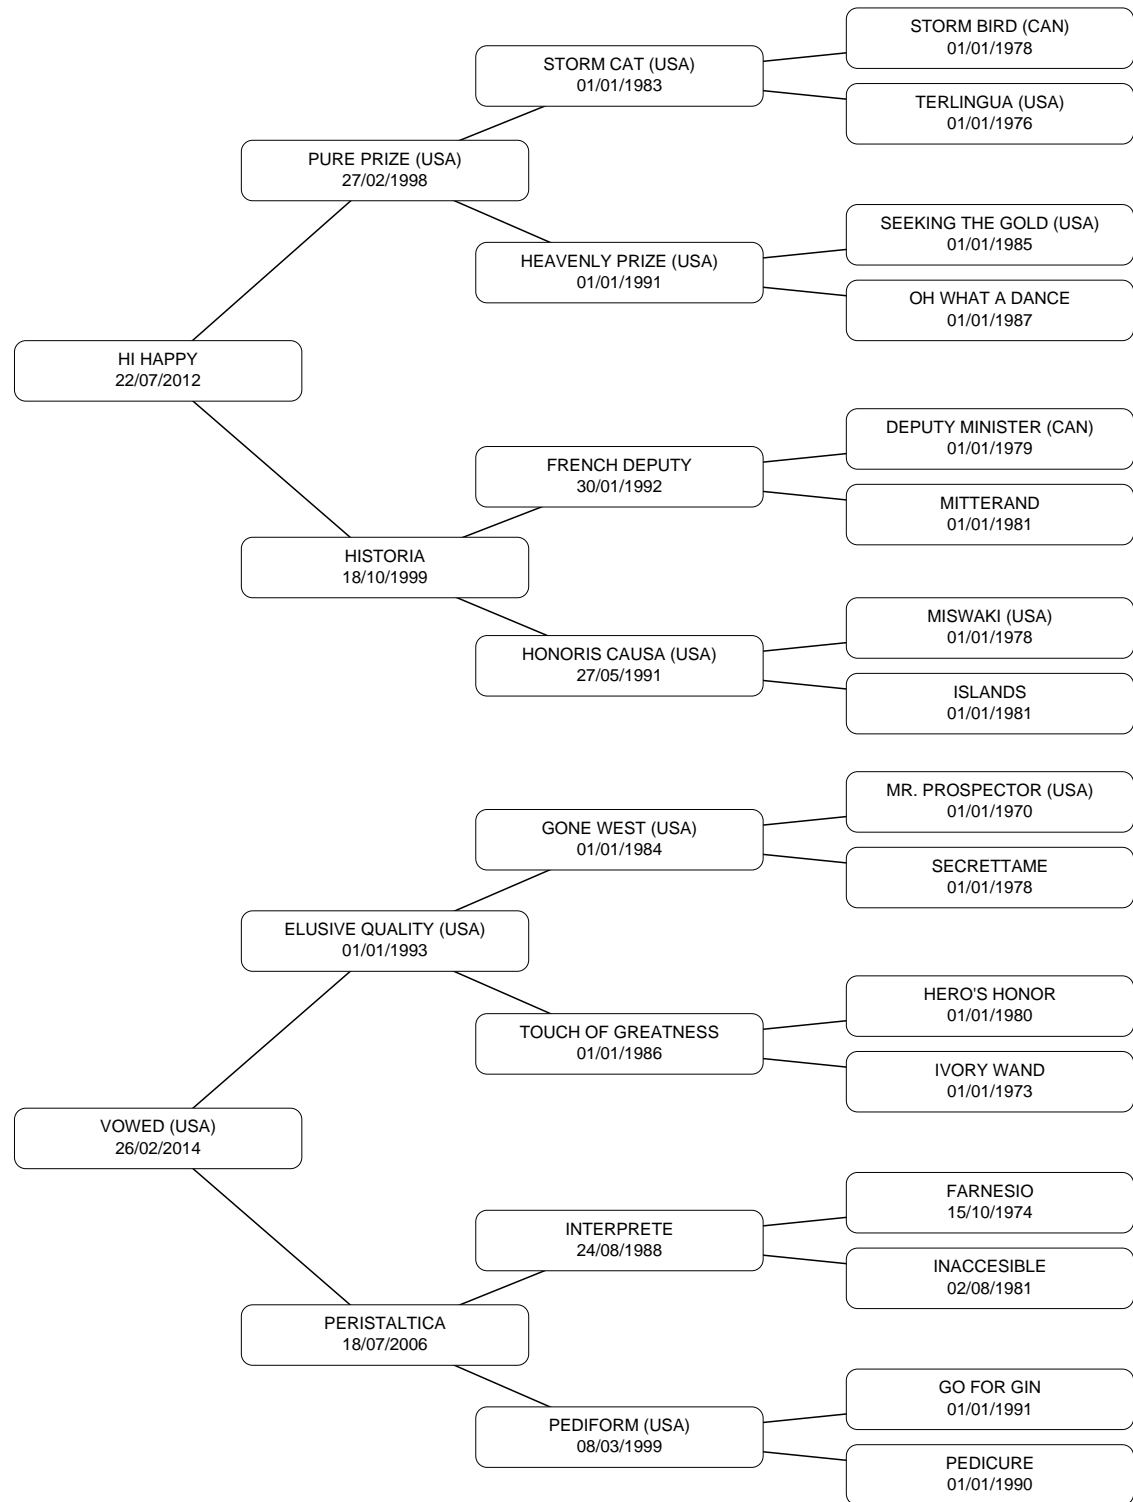 STORM BIRD (CAN)
01/01/1978
STORM CAT (USA)
01/01/1983
TERLINGUA (USA)
01/01/1976
PURE PRIZE (USA)
27/02/1998
SEEKING THE GOLD (USA)
01/01/1985
HEAVENLY PRIZE (USA)
01/01/1991
OH WHAT A DANCE
01/01/1987
HI HAPPY
22/07/2012
DEPUTY MINISTER (CAN)
01/01/1979
FRENCH DEPUTY
30/01/1992
MITTERAND
01/01/1981
HISTORIA
18/10/1999
MISWAKI (USA)
01/01/1978
HONORIS CAUSA (USA)
27/05/1991
ISLANDS
01/01/1981
MR. PROSPECTOR (USA)
01/01/1970
GONE WEST (USA)
01/01/1984
SECRETTAME
01/01/1978
ELUSIVE QUALITY (USA)
01/01/1993
HERO'S HONOR
01/01/1980
TOUCH OF GREATNESS
01/01/1986
IVORY WAND
01/01/1973
VOWED (USA)
26/02/2014
FARNESIO
15/10/1974
INTERPRETE
24/08/1988
INACCESIBLE
02/08/1981
PERISTALTICA
18/07/2006
GO FOR GIN
01/01/1991
PEDIFORM (USA)
08/03/1999
PEDICURE
01/01/1990